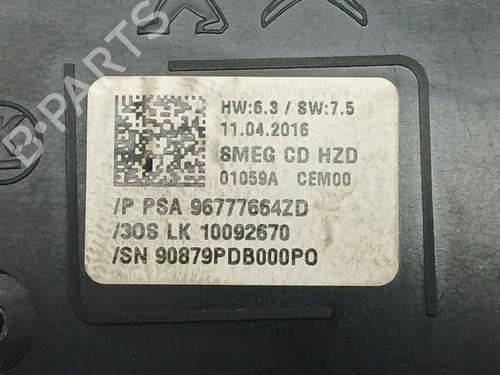 B-PARTS
HW:6.3 / SW:7.5
11.04.2016
SMEG CD HZD
01059A CEM00
/P PSA 96777664ZD
/3OS LK 10092670
/SN 90879PDB000PO